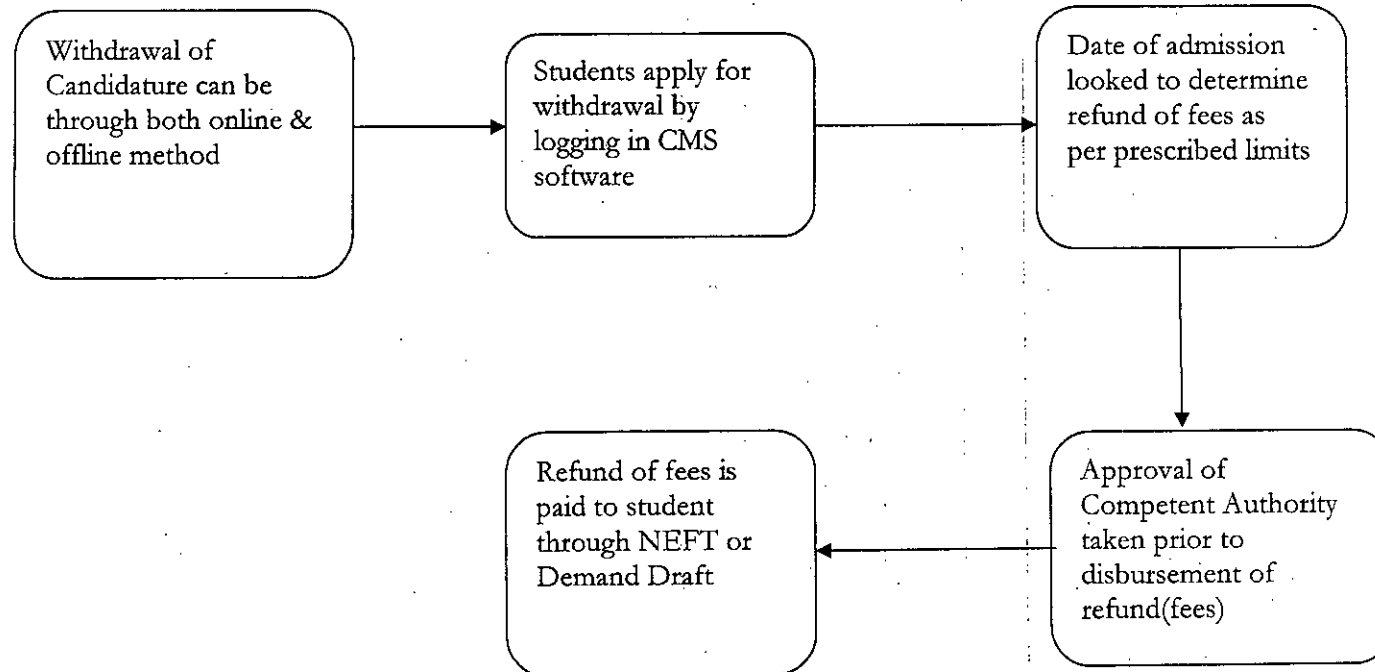 Withdrawal of
Candidature can be
through both online &
offline method
Students apply for
withdrawal by
logging in CMS
software
Date of admission
looked to determine
refund of fees as
per prescribed limits
Approval of
Competent Authority
taken prior to
disbursement of
refund(fees)
Refund of fees is
paid to student
through NEFT or
Demand Draft